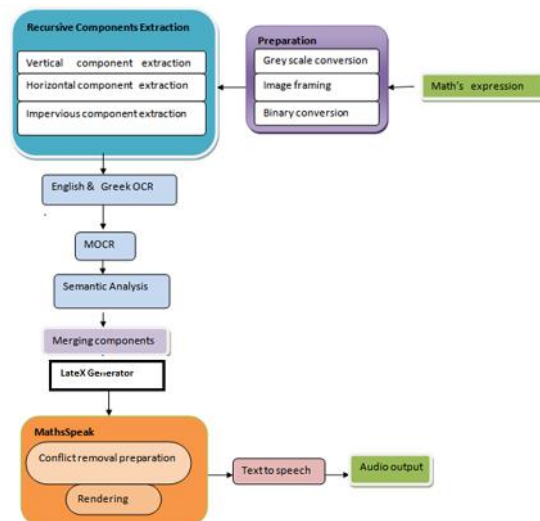 Recursive Components Extraction
Vertical component extraction
Horizontal component extraction
Impervious component extraction
Preparation
Grey scale conversion
Image framing
Binary conversion
Math's expression
English & Greek OCR
MOCR
Semantic Analysis
Merging components
LateX Generator
MathsSpeak
Conflict removal preparation
Rendering
Text to speech
Audio output